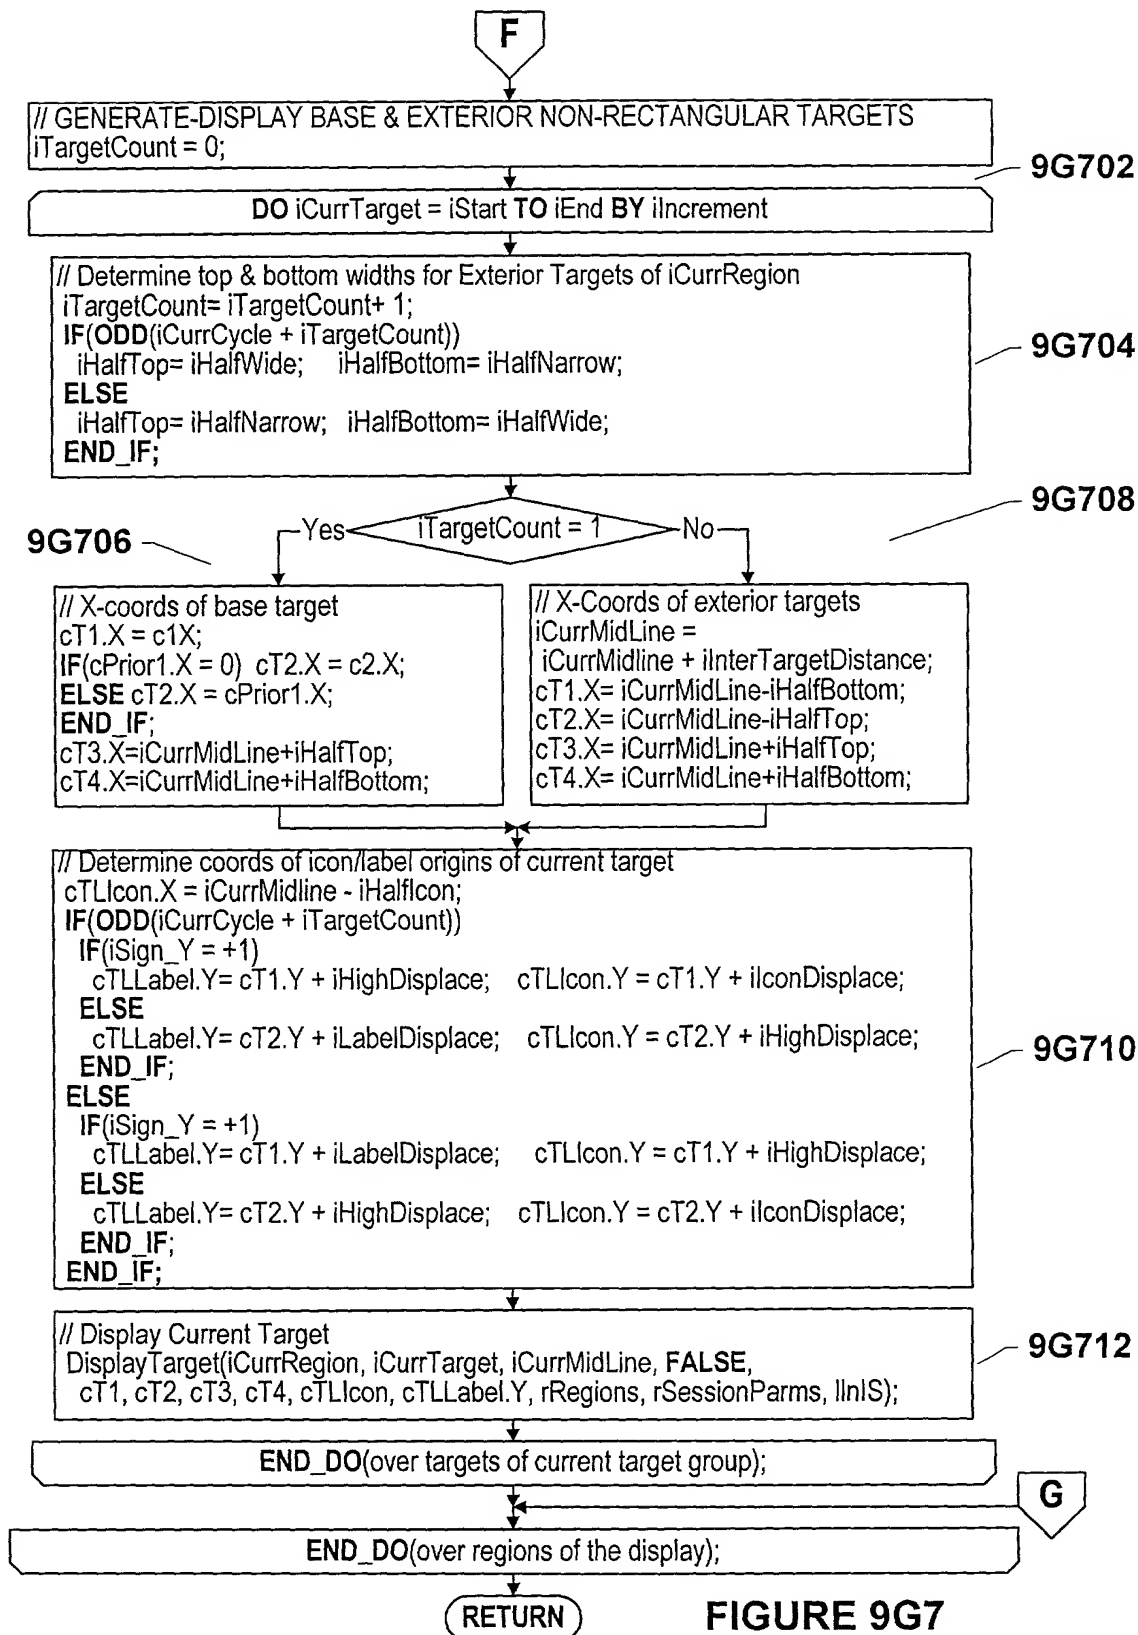 F
// GENERATE-DISPLAY BASE & EXTERIOR NON-RECTANGULAR TARGETS
iTargetCount = 0;
9G702
DO iCurrTarget = iStart TO iEnd BY iIncrement
// Determine top & bottom widths for Exterior Targets of iCurrRegion
iTargetCount= iTargetCount+ 1;
IF(ODD(iCurrCycle + iTargetCount))
iHalfTop= iHalfWide; iHalfBottom= iHalfNarrow;
ELSE
iHalfTop= iHalfNarrow; iHalfBottom= iHalfWide;
END_IF;
9G704
9G708
Yes iTargetCount = 1 No
9G706
// X-coords of base target
cT1.X = c1X;
IF(cPrior1.X = 0) cT2.X = c2.X;
ELSE cT2.X = cPrior1.X;
END_IF;
cT3.X=iCurrMidLine+iHalfTop;
cT4.X=iCurrMidLine+iHalfBottom;
// X-Coords of exterior targets
iCurrMidLine =
iCurrMidline + iInterTargetDistance;
cT1.X= iCurrMidLine-iHalfBottom;
cT2.X= iCurrMidLine-iHalfTop;
cT3.X= iCurrMidLine+iHalfTop;
cT4.X= iCurrMidLine+iHalfBottom;
// Determine coords of icon/label origins of current target
cTLIcon.X = iCurrMidline - iHalfIcon;
IF(ODD(iCurrCycle + iTargetCount))
IF(iSign_Y = +1)
cTLLabel.Y= cT1.Y + iHighDisplace; cTLIcon.Y = cT1.Y + iIconDisplace;
ELSE
cTLLabel.Y= cT2.Y + iLabelDisplace; cTLIcon.Y = cT2.Y + iHighDisplace;
END_IF;
ELSE
IF(iSign_Y = +1)
cTLLabel.Y= cT1.Y + iLabelDisplace; cTLIcon.Y = cT1.Y + iHighDisplace;
ELSE
cTLLabel.Y= cT2.Y + iHighDisplace; cTLIcon.Y = cT2.Y + iIconDisplace;
END_IF;
END_IF;
9G710
// Display Current Target
DisplayTarget(iCurrRegion, iCurrTarget, iCurrMidLine, FALSE,
cT1, cT2, cT3, cT4, cTLIcon, cTLLabel.Y, rRegions, rSessionParms, lInIS);
9G712
END_DO(over targets of current target group);
G
END_DO(over regions of the display);
RETURN
FIGURE 9G7